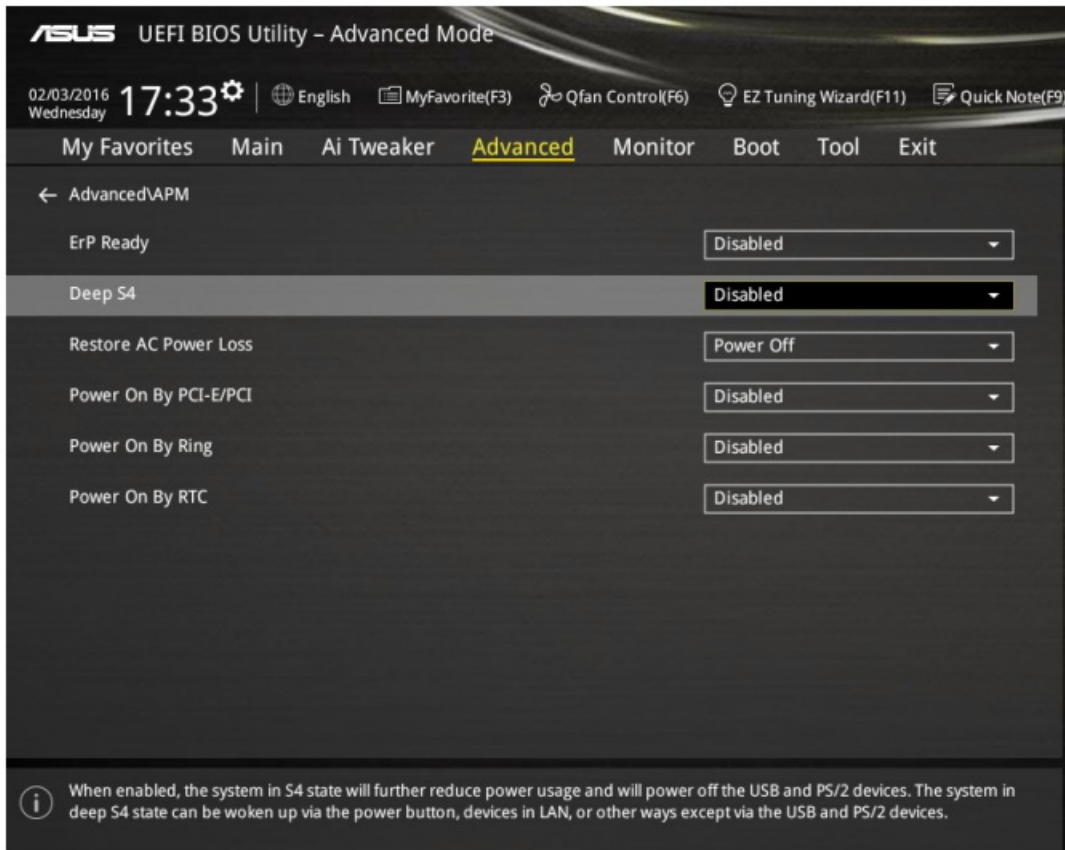 ASUS UEFI BIOS Utility – Advanced Mode
02/03/2016
Wednesday
17:33
English MyFavorite(F3) Qfan Control(F6) EZ Tuning Wizard(F11) Quick Note(F9
My Favorites Main Ai Tweaker Advanced Monitor Boot Tool Exit
Advanced\APM
ErP Ready Disabled
Deep S4 Disabled
Restore AC Power Loss Power Off
Power On By PCI-E/PCI Disabled
Power On By Ring Disabled
Power On By RTC Disabled
When enabled, the system in S4 state will further reduce power usage and will power off the USB and PS/2 devices. The system in
deep S4 state can be woken up via the power button, devices in LAN, or other ways except via the USB and PS/2 devices.